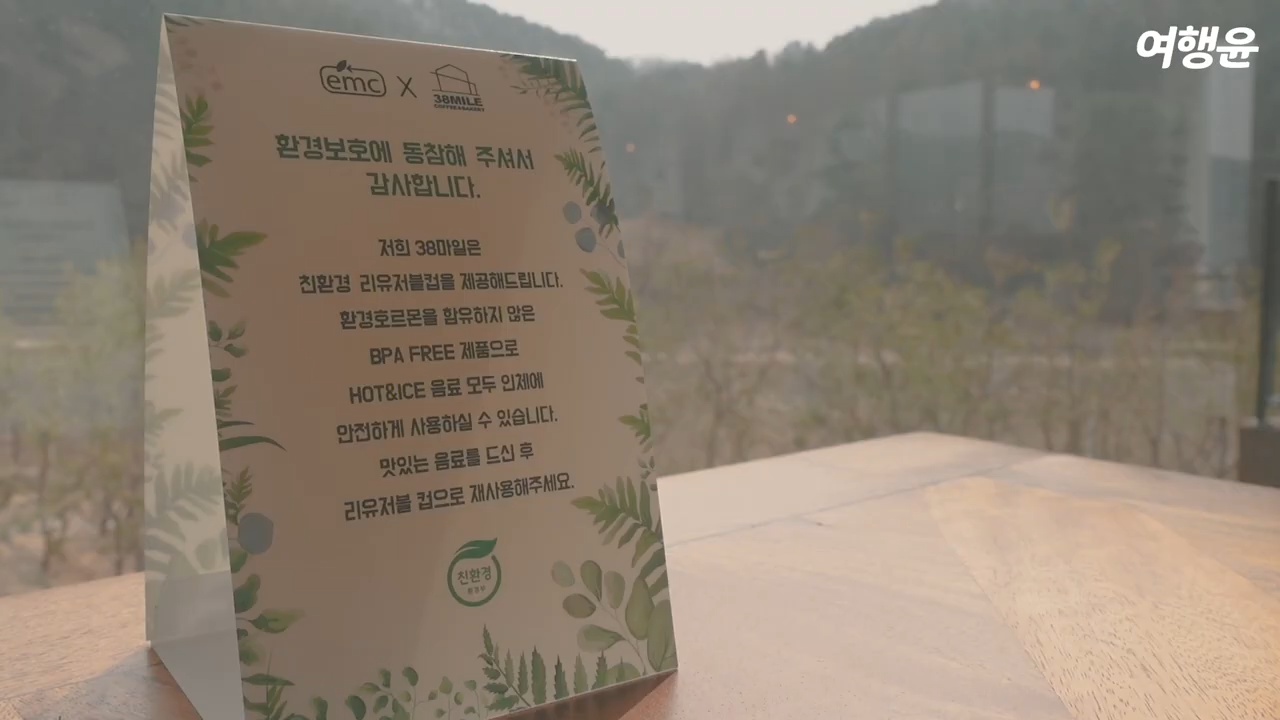 여행윤
emc X 38MILE
COFFEE&BAKERY
환경보호에 동참해 주셔서
감사합니다.
저희 38마일은
친환경 리유저블컵을 제공해드립니다.
환경호르몬을 함유하지 않은
BPA FREE 제품으로
HOT&ICE 음료 모두 인체에
안전하게 사용하실 수 있습니다.
맛있는 음료를 드신 후
리유저블 컵으로 재사용해주세요.
친환경
환경부